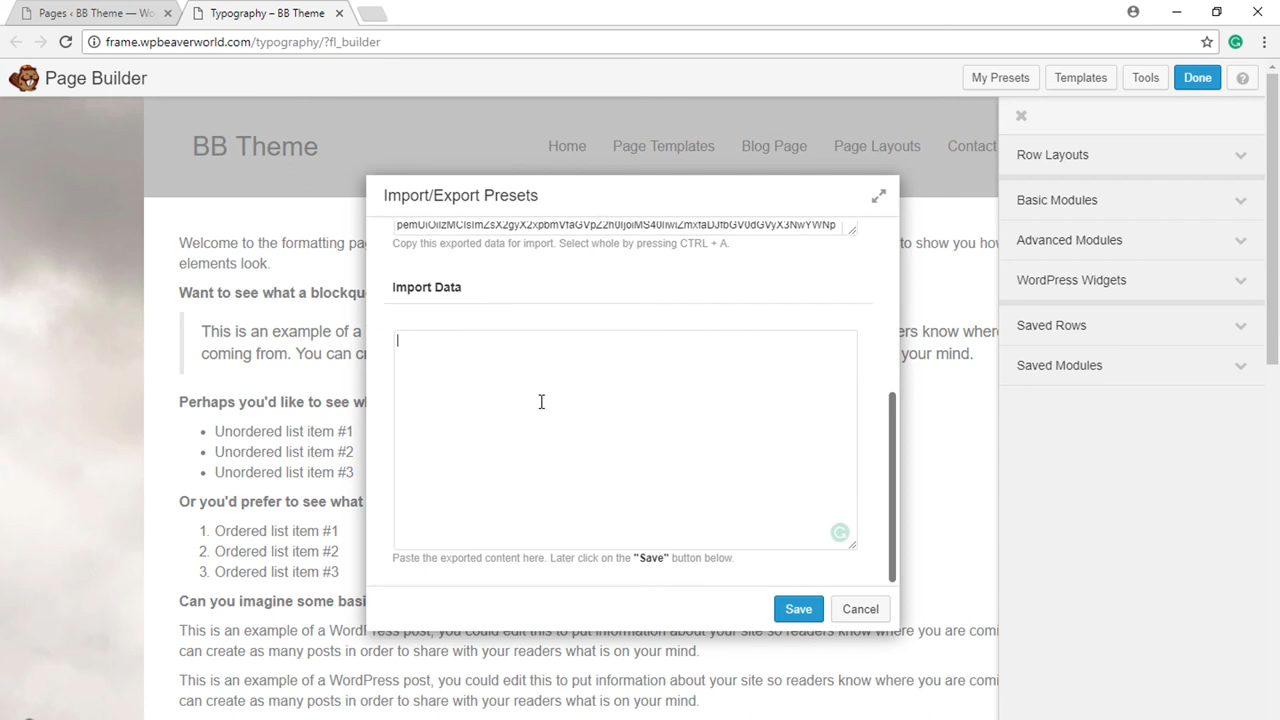 Pages ‹ BB Theme — Wo
Typography – BB Theme
frame.wpbeaverworld.com/typography/?fl_builder
Page Builder
My Presets
Templates
Tools
Done
BB Theme
Home
Page Templates
Blog Page
Page Layouts
Contact
Row Layouts
Basic Modules
Advanced Modules
WordPress Widgets
Saved Rows
Saved Modules
Import/Export Presets
Copy this exported data for import. Select whole by pressing CTRL + A.
Import Data
Paste the exported content here. Later click on the "Save" button below.
Save
Cancel
Welcome to the formatting pag
to show you how
elements look.
Want to see what a blockqu
This is an example of a
ers know where
coming from. You can cr
your mind.
Perhaps you'd like to see wh
Unordered list item #1
Unordered list item #2
Unordered list item #3
Or you'd prefer to see what
1. Ordered list item #1
2. Ordered list item #2
3. Ordered list item #3
Can you imagine some basi
This is an example of a WordPress post, you could edit this to put information about your site so readers know where you are comi
can create as many posts in order to share with your readers what is on your mind.
This is an example of a WordPress post, you could edit this to put information about your site so readers know where you are comi
can create as many posts in order to share with your readers what is on your mind.